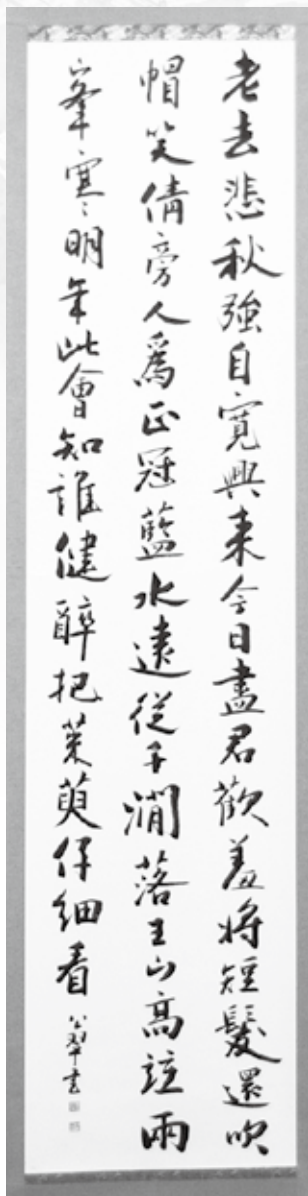 老去悲秋強自寛興来今日盡君歡羞将短髮還吹
帽笑倩旁人爲正冠藍水遠従千澗落玉山高竝兩
峯寒明年此會知誰健醉把茱萸仔細看 書